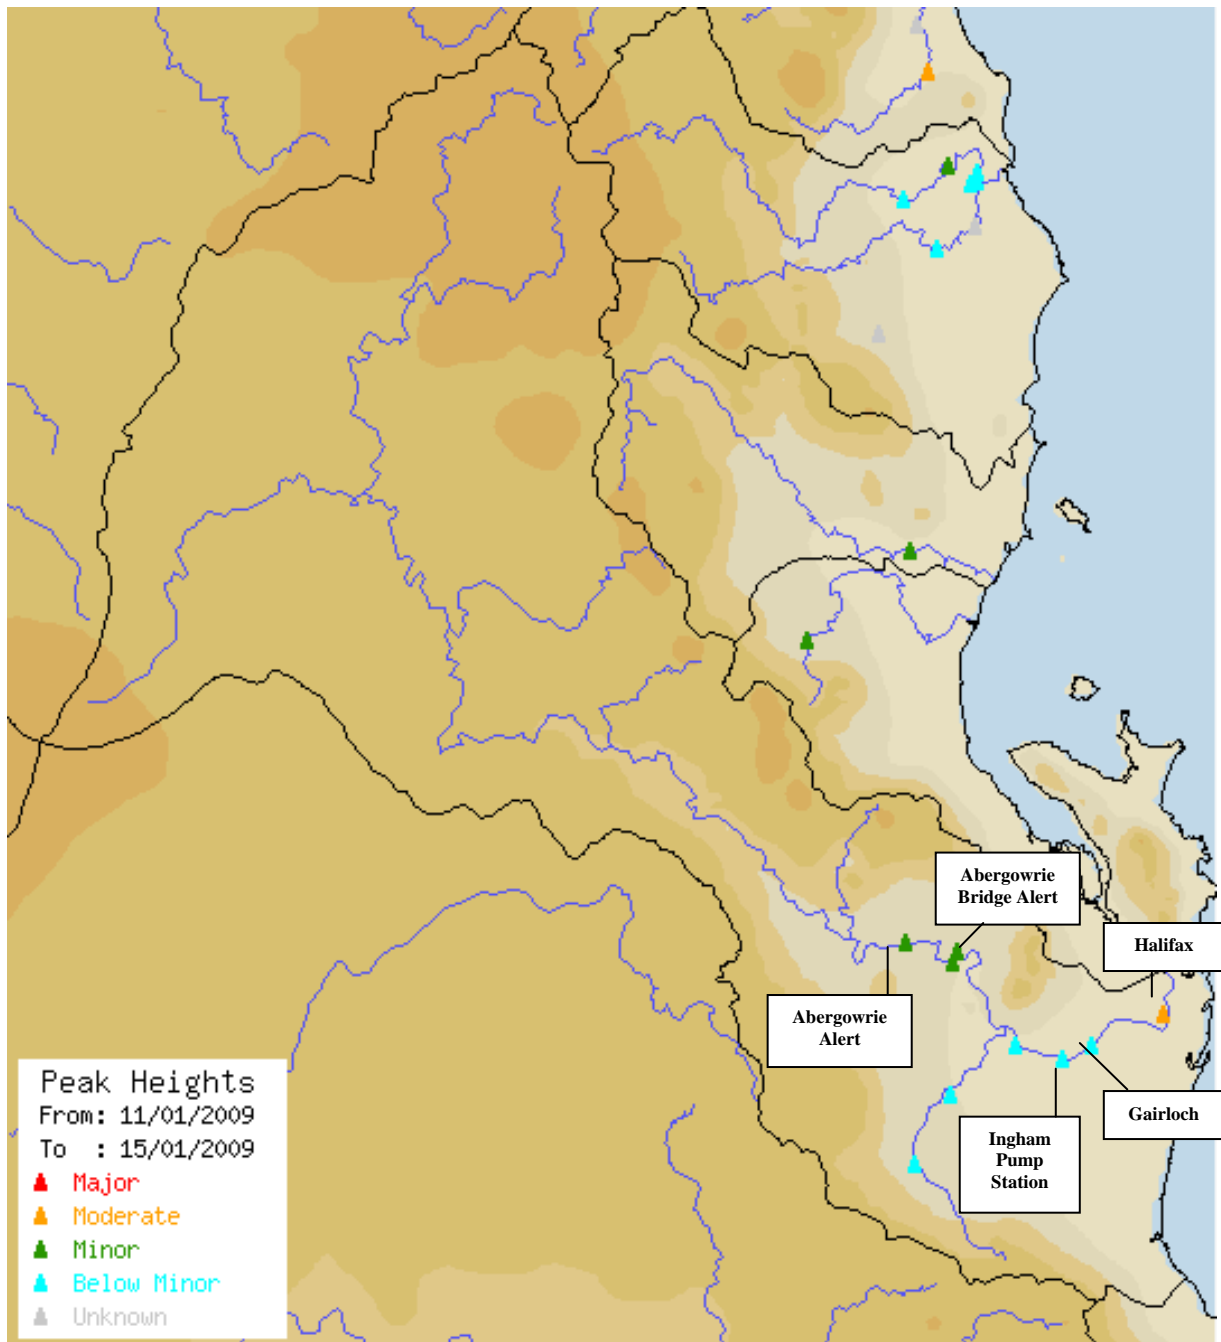 Abergowrie
Bridge Alert
Halifax
Abergowrie
Alert
Gairloch
Ingham
Pump
Station
Peak Heights
From: 11/01/2009
To : 15/01/2009
Major
Moderate
Minor
Below Minor
Unknown